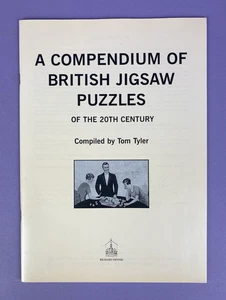 A COMPENDIUM OF
BRITISH JIGSAW
PUZZLES
OF THE 20TH CENTURY
Compiled by Tom Tyler